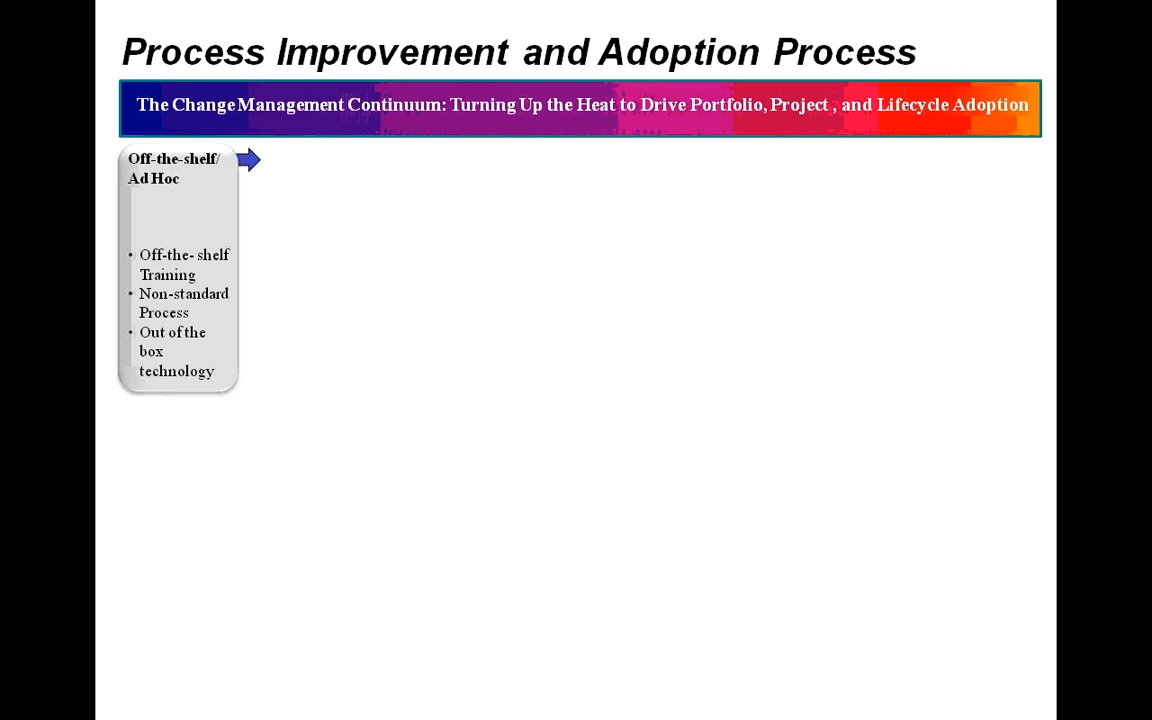 Process Improvement and Adoption Process
The Change Management Continuum: Turning Up the Heat to Drive Portfolio, Project , and Lifecycle Adoption
Off-the-shelf/
Ad Hoc
• Off-the- shelf
Training
• Non-standard
Process
• Out of the
box
technology